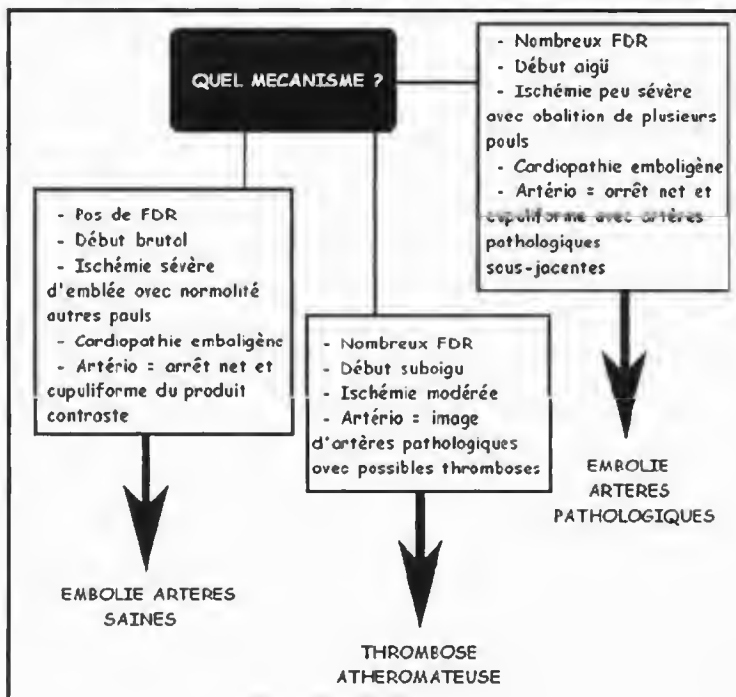 QUEL MECANISME ?
- Pas de FDR
- Début brutal
- Ischémie sévère
d'emblée avec normalité
autres pouls
- Cardiopathie emboligène
- Artério = arrêt net et
cupuliforme du produit
contraste
EMBOLIE ARTERES
SAINES
- Nombreux FDR
- Début subaigu
- Ischémie modérée
- Artério = image
d'artères pathologiques
avec possibles thromboses
THROMBOSE
ATHEROMATEUSE
- Nombreux FDR
- Début aigü
- Ischémie peu sévère
avec abolition de plusieurs
pouls
- Cardiopathie emboligène
- Artério = arrêt net et
cupuliforme avec artères
pathologiques
sous-jacentes
EMBOLIE
ARTERES
PATHOLOGIQUES